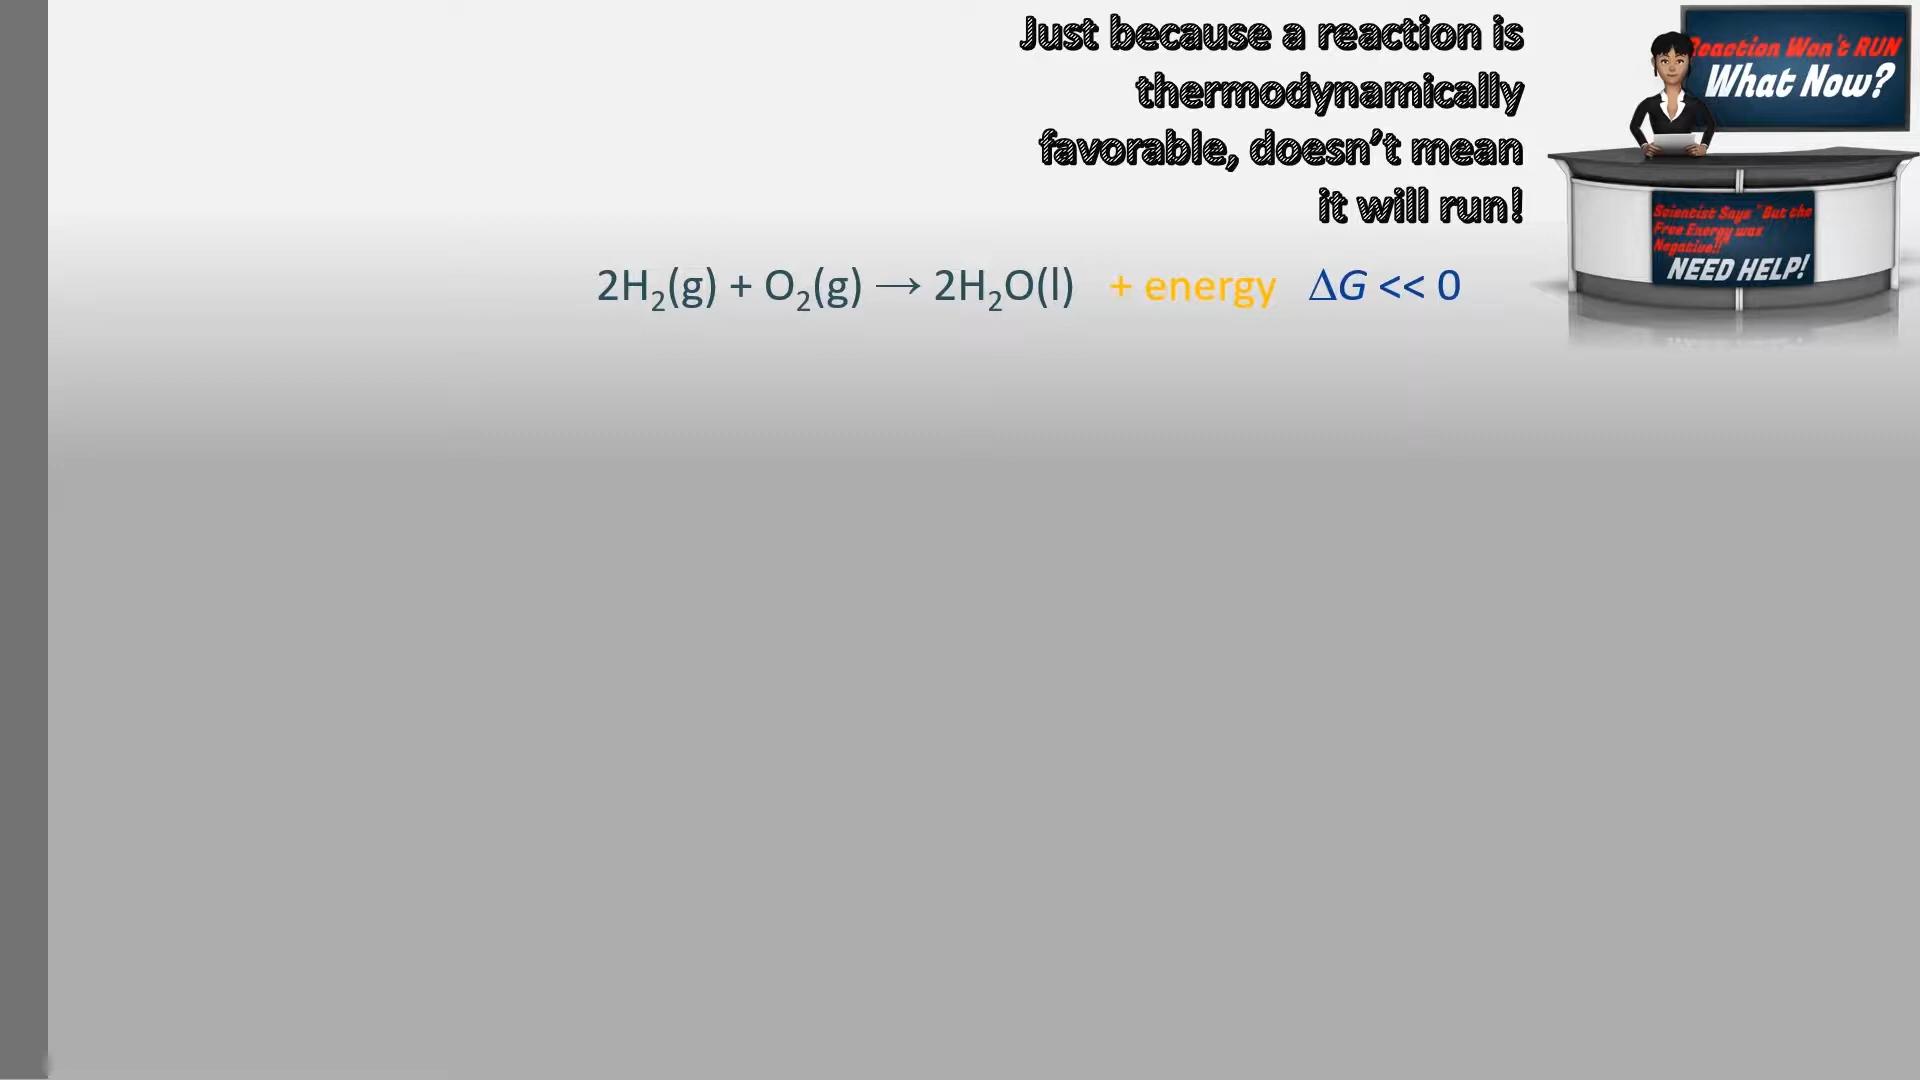 Just because a reaction is
thermodynamically
favorable, doesn’t mean
it will run!
Reaction Won't RUN
What Now?
Scientist Says "But the
Free Energy was
Negative!!"
NEED HELP!
2H₂(g) + O₂(g) → 2H₂O(l) + energy ΔG << 0